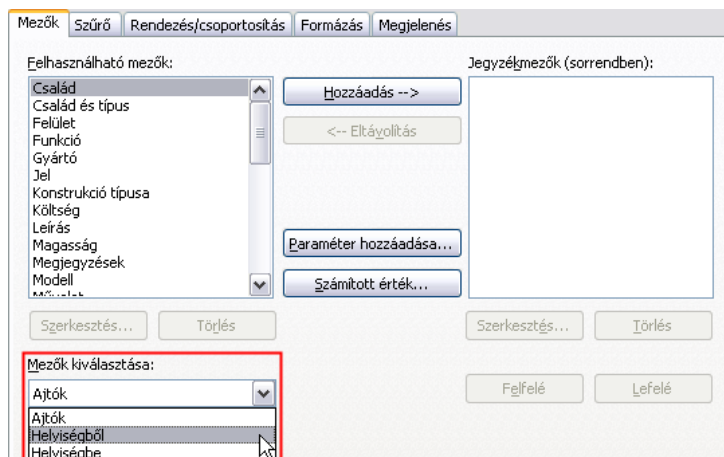 Mezők Szűrő Rendezés/csoportosítás Formázás Megjelenés
Felhasználható mezők:
Család
Család és típus
Felület
Funkció
Gyártó
Jel
Konstrukció típusa
Költség
Leírás
Magasság
Megjegyzések
Modell
Hozzáadás -->
<-- Eltávolítás
Paraméter hozzáadása...
Számított érték...
Jegyzékmezők (sorrendben):
Szerkesztés... Törlés
Szerkesztés... Törlés
Mezők kiválasztása:
Ajtók
Ajtók
Helyiségből
Helyiségbe
Felfelé Lefelé